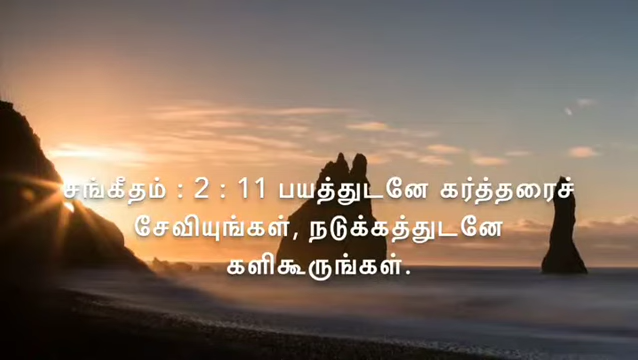 சங்கீதம் : 2 : 11 பயத்துடனே கர்த்தரைச்
சேவியுங்கள், நடுக்கத்துடனே
களிகூருங்கள்.